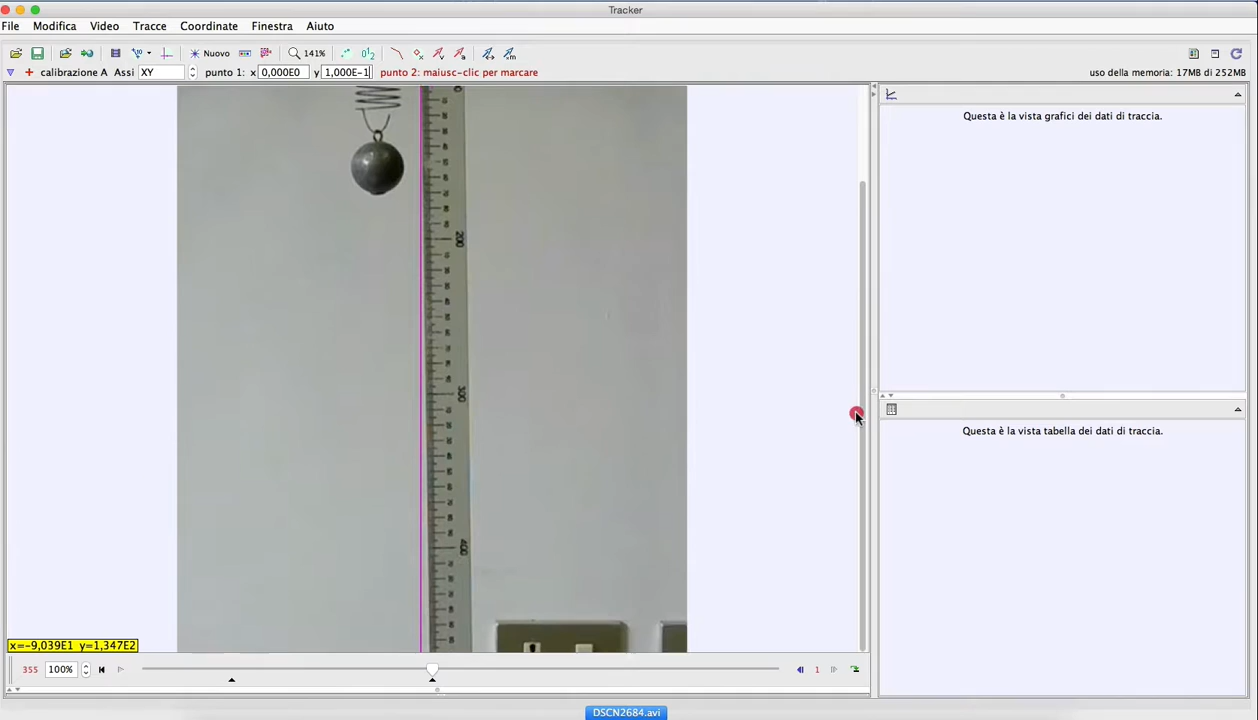 Tracker
File Modifica Video Tracce Coordinate Finestra Aiuto
Nuovo 141%
calibrazione A Assi XY punto 1: x 0,000E0 y 1,000E-1 punto 2: maiusc-clic per marcare uso della memoria: 17MB di 252MB
Questa è la vista grafici dei dati di traccia.
200
300
400
Questa è la vista tabella dei dati di traccia.
x=-9,039E1 y=1,347E2
355 100% 1
DSCN2684.avi